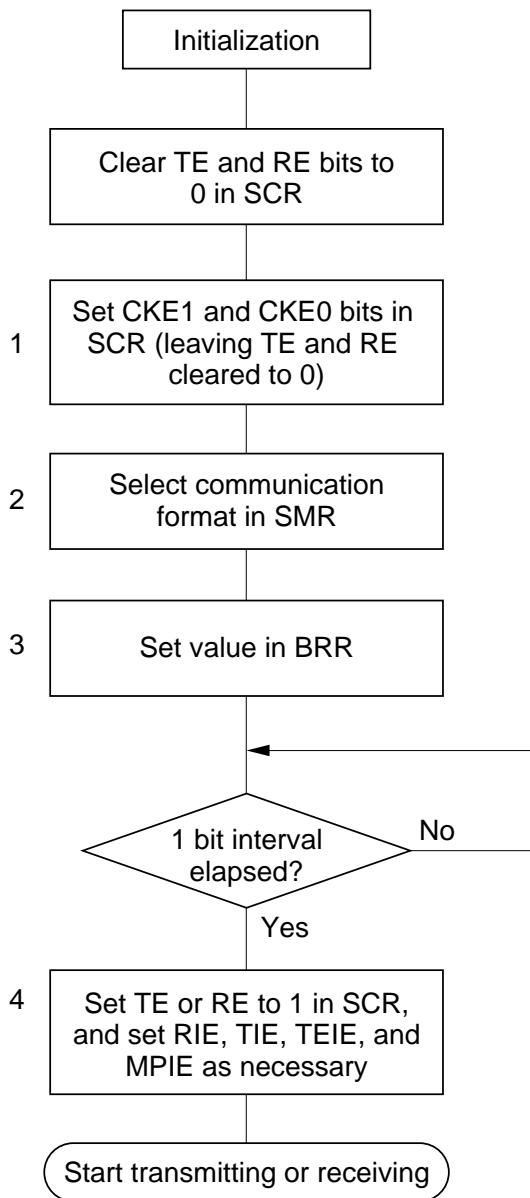 Initialization
Clear TE and RE bits to
0 in SCR
1
Set CKE1 and CKE0 bits in
SCR (leaving TE and RE
cleared to 0)
2
Select communication
format in SMR
3
Set value in BRR
1 bit interval
elapsed?
No
Yes
4
Set TE or RE to 1 in SCR,
and set RIE, TIE, TEIE, and
MPIE as necessary
Start transmitting or receiving